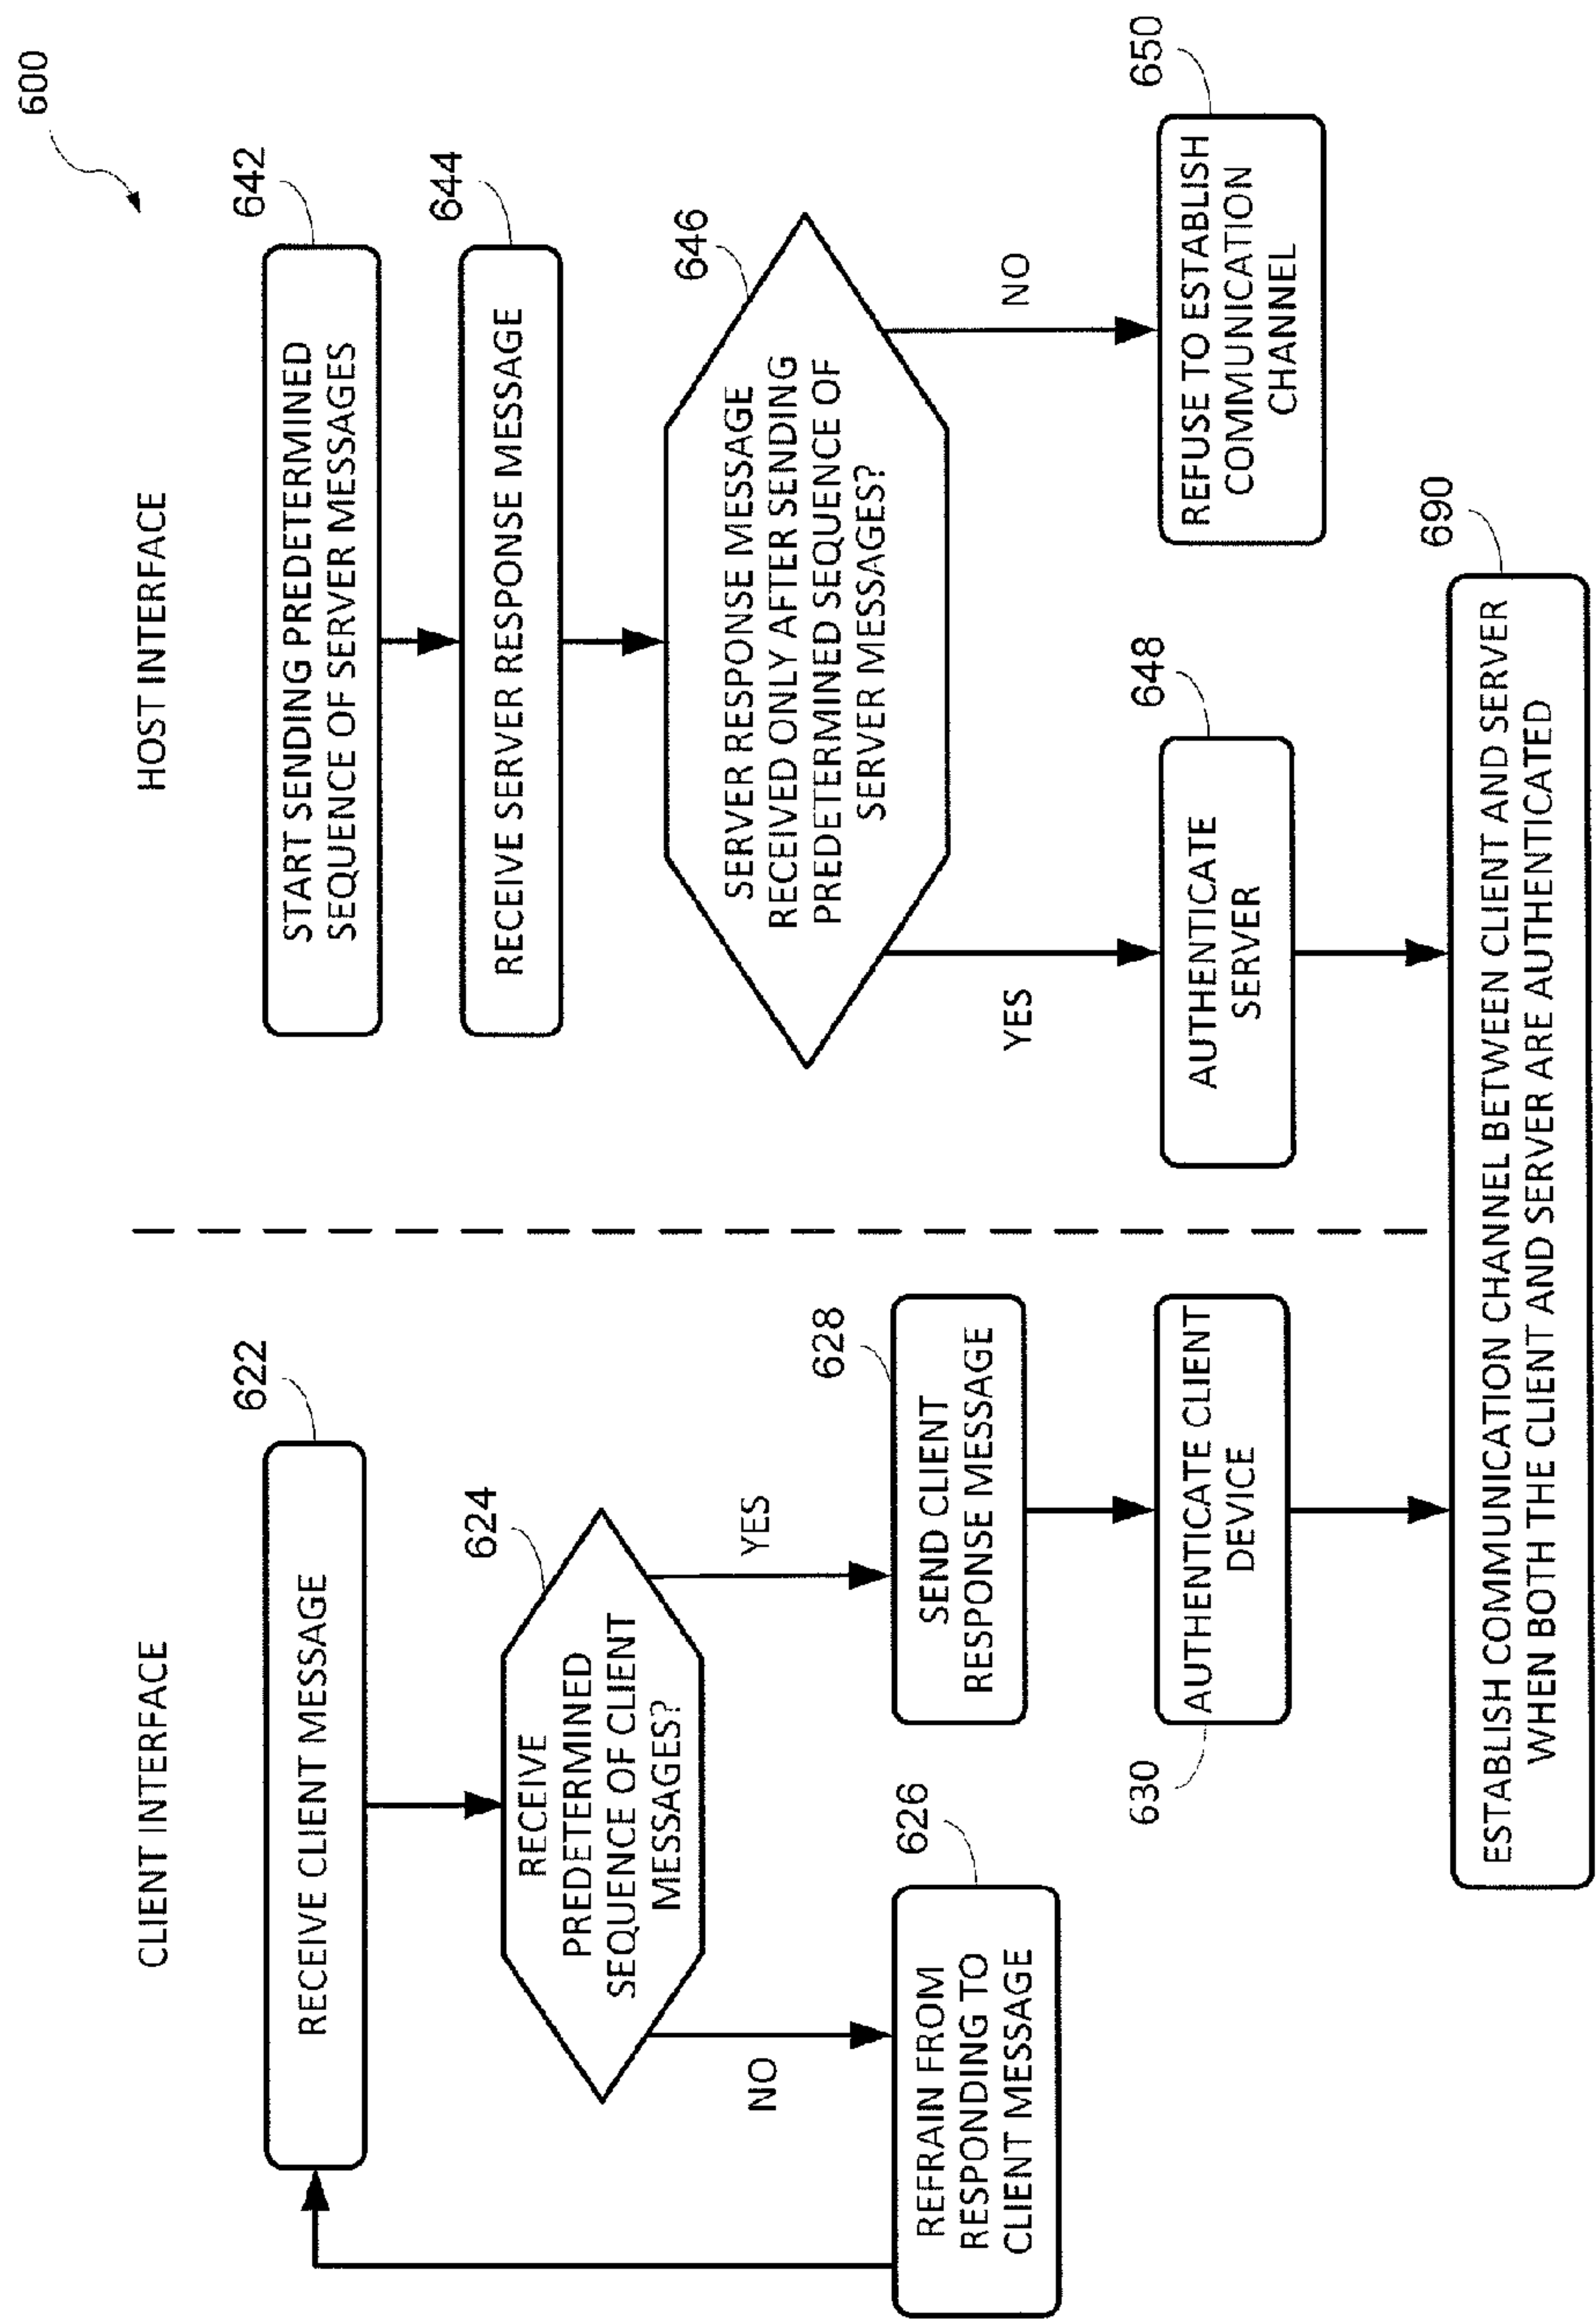 600
CLIENT INTERFACE
HOST INTERFACE
622
RECEIVE CLIENT MESSAGE
624
RECEIVE
PREDETERMINED
SEQUENCE OF CLIENT
MESSAGES?
NO
YES
626
REFRAIN FROM
RESPONDING TO
CLIENT MESSAGE
628
SEND CLIENT
RESPONSE MESSAGE
630
AUTHENTICATE CLIENT
DEVICE
642
START SENDING PREDETERMINED
SEQUENCE OF SERVER MESSAGES
644
RECEIVE SERVER RESPONSE MESSAGE
646
SERVER RESPONSE MESSAGE
RECEIVED ONLY AFTER SENDING
PREDETERMINED SEQUENCE OF
SERVER MESSAGES?
YES
NO
648
AUTHENTICATE
SERVER
650
REFUSE TO ESTABLISH
COMMUNICATION
CHANNEL
690
ESTABLISH COMMUNICATION CHANNEL BETWEEN CLIENT AND SERVER
WHEN BOTH THE CLIENT AND SERVER ARE AUTHENTICATED